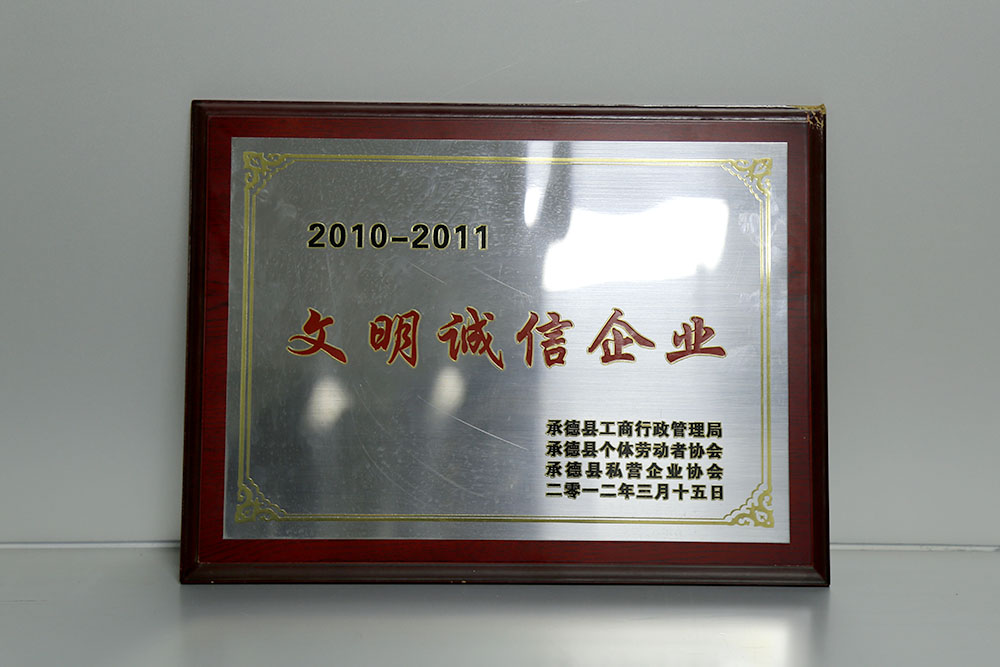 2010-2011
文明诚信企业
承德县工商行政管理局
承德县个体劳动者协会
承德县私营企业协会
二零一二年三月十五日